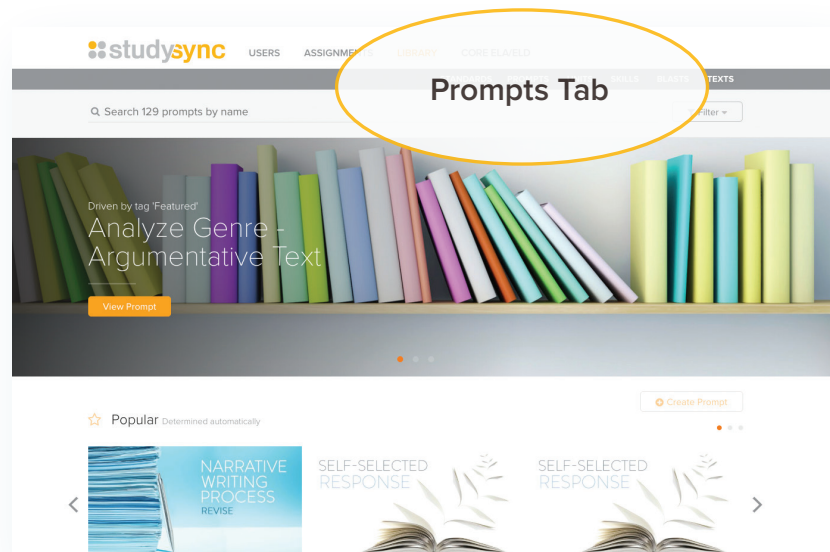 studysync USERS ASSIGNMENTS LIBRARY CORE ELA/ELD
TEXTS
Prompts Tab
Search 129 prompts by name
Filter
Driven by tag 'Featured'
Analyze Genre -
Argumentative Text
View Prompt
Create Prompt
Popular Determined automatically
NARRATIVE
WRITING
PROCESS
REVISE
SELF-SELECTED
RESPONSE
SELF-SELECTED
RESPONSE